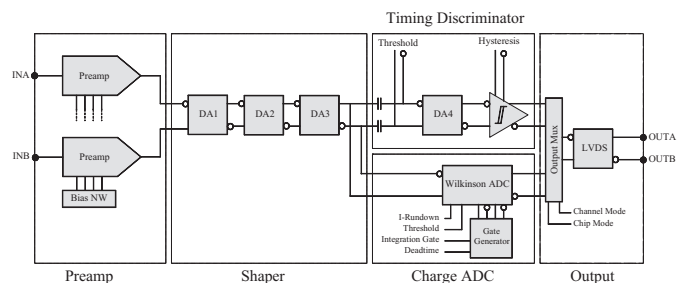 Timing Discriminator
Threshold
Hysteresis
INA
Preamp
DA1
DA2
DA3
DA4
INB
Preamp
Bias NW
Wilkinson ADC
Output Mux
LVDS
OUTA
OUTB
I-Rundown
Threshold
Integration Gate
Deadtime
Gate
Generator
Channel Mode
Chip Mode
Preamp
Shaper
Charge ADC
Output